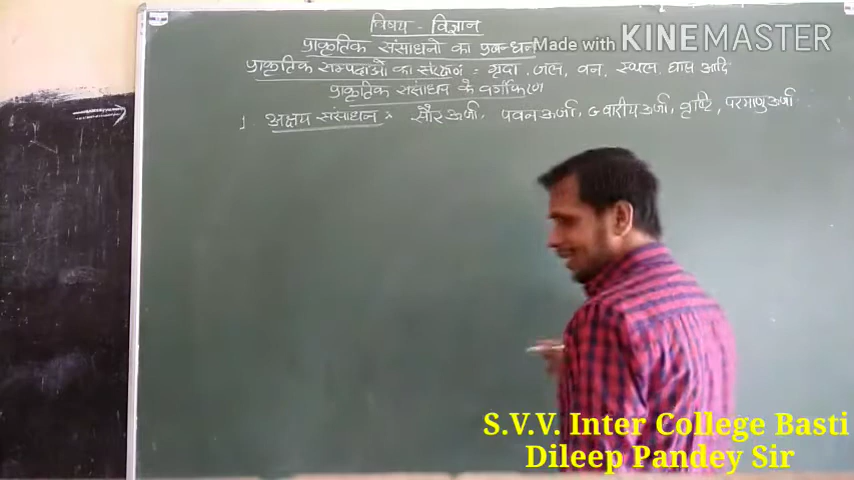 विषय - विज्ञान
प्राकृतिक संसाधनो का प्रबन्धन
Made with KINEMASTER
प्राकृतिक सम्पदाओं का संरक्षण : मृदा, जल, वन, स्थल, घास आदि
प्राकृतिक संसाधन के वर्गीकरण
1 अक्षय संसाधन :- सौर ऊर्जा, पवन ऊर्जा, ज्वारीय ऊर्जा, वृष्टि, परमाणु ऊर्जा
S.V.V. Inter College Basti
Dileep Pandey Sir